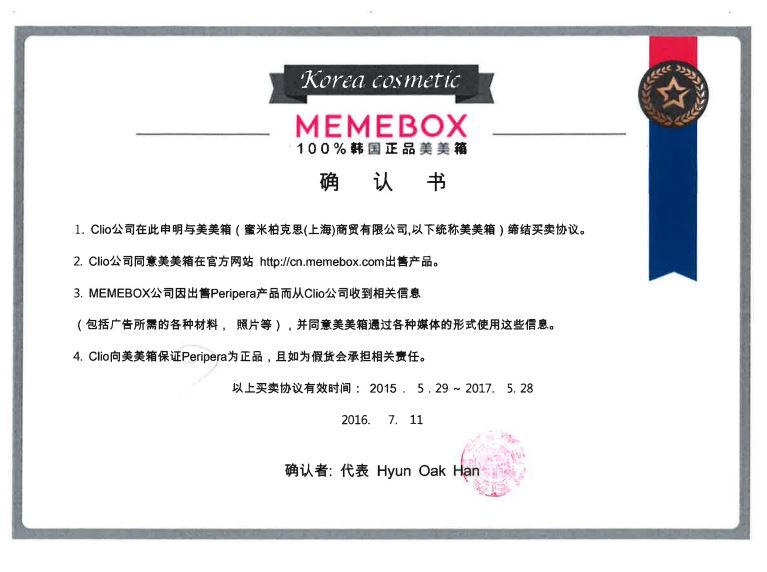 Korea cosmetic
MEMEBOX
100%韩国正品美美箱
确 认 书
1. Clio公司在此申明与美美箱（蜜米柏克思(上海)商贸有限公司,以下统称美美箱）缔结买卖协议。
2. Clio公司同意美美箱在官方网站 http://cn.memebox.com出售产品。
3. MEMEBOX公司因出售Peripera产品而从Clio公司收到相关信息
（包括广告所需的各种材料， 照片等），并同意美美箱通过各种媒体的形式使用这些信息。
4. Clio向美美箱保证Peripera为正品，且如为假货会承担相关责任。
以上买卖协议有效时间： 2015 . 5 . 29 ~ 2017. 5. 28
2016. 7. 11
确认者: 代表 Hyun Oak Han